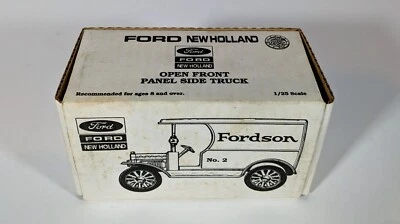 FORD NEW HOLLAND
Ford
FORD
NEW HOLLAND
OPEN FRONT
PANEL SIDE TRUCK
Recommended for ages 8 and over.
1/25 Scale
Ford
FORD
NEW HOLLAND
Fordson
No. 2